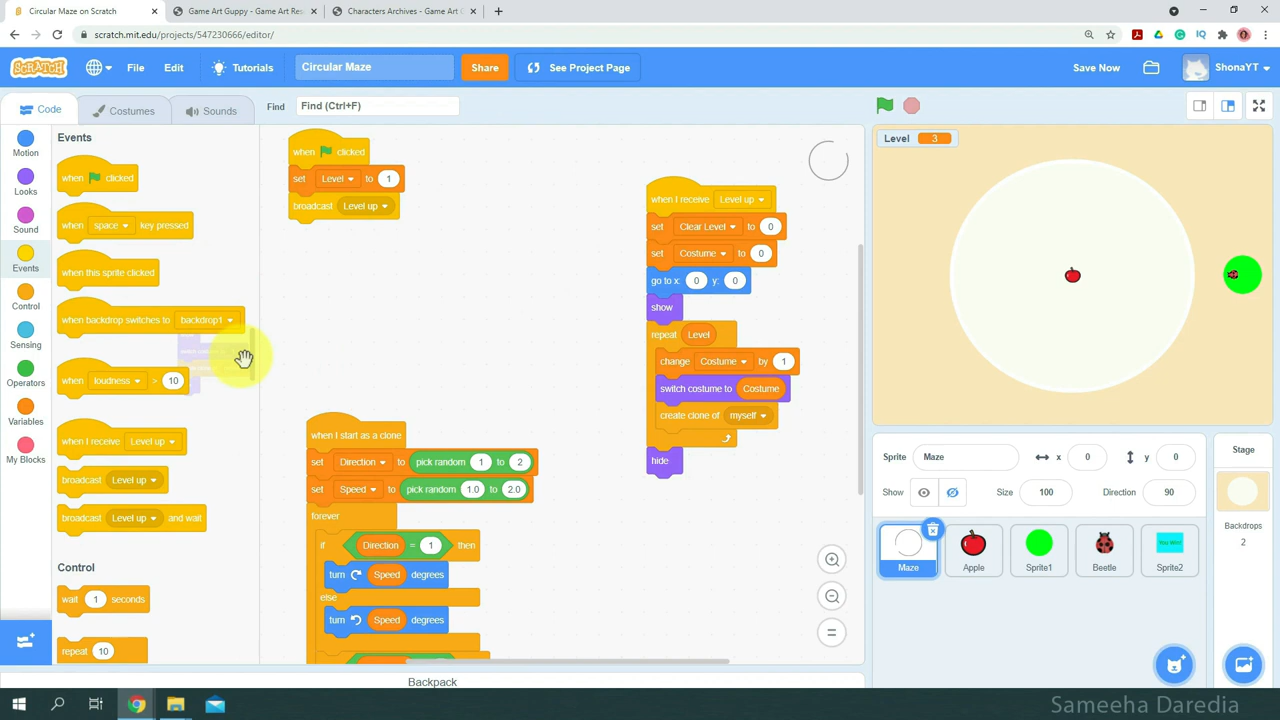 Circular Maze on Scratch
Game Art Guppy - Game Art Res
Characters Archives - Game Art G
scratch.mit.edu/projects/547230666/editor/
SCRATCH
File
Edit
Tutorials
Circular Maze
Share
See Project Page
Save Now
ShonaYT
Code
Costumes
Sounds
Find
Find (Ctrl+F)
Motion
Looks
Sound
Events
Control
Sensing
Operators
Variables
My Blocks
Events
when clicked
when space key pressed
when this sprite clicked
when backdrop switches to backdrop1
when loudness > 10
when I receive Level up
broadcast Level up
broadcast Level up and wait
Control
wait 1 seconds
repeat 10
when clicked
set Level to 1
broadcast Level up
when I start as a clone
set Direction to pick random 1 to 2
set Speed to pick random 1.0 to 2.0
forever
if Direction = 1 then
turn Speed degrees
else
turn Speed degrees
when I receive Level up
set Clear Level to 0
set Costume to 0
go to x: 0 y: 0
show
repeat Level
change Costume by 1
switch costume to Costume
create clone of myself
hide
Backpack
Level 3
Sprite Maze x 0 y 0
Show Size 100 Direction 90
Maze
Apple
Sprite1
Beetle
Sprite2
You Win!
Stage
Backdrops
2
Sameeha Daredia